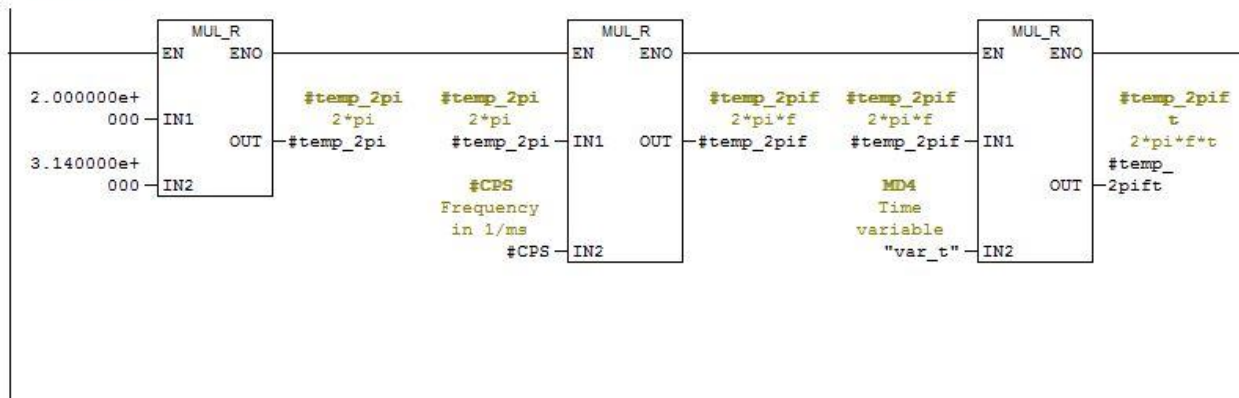 MUL_R
EN ENO
2.000000e+
000 IN1
3.140000e+
000 IN2
OUT
#temp_2pi
2*pi
#temp_2pi
MUL_R
EN ENO
#temp_2pi
2*pi
#temp_2pi IN1
#CPS
Frequency
in 1/ms
#CPS IN2
OUT
#temp_2pif
2*pi*f
#temp_2pif
MUL_R
EN ENO
#temp_2pif
2*pi*f
#temp_2pif IN1
MD4
Time
variable
"var_t" IN2
OUT
#temp_2pif
t
2*pi*f*t
#temp_
2pift